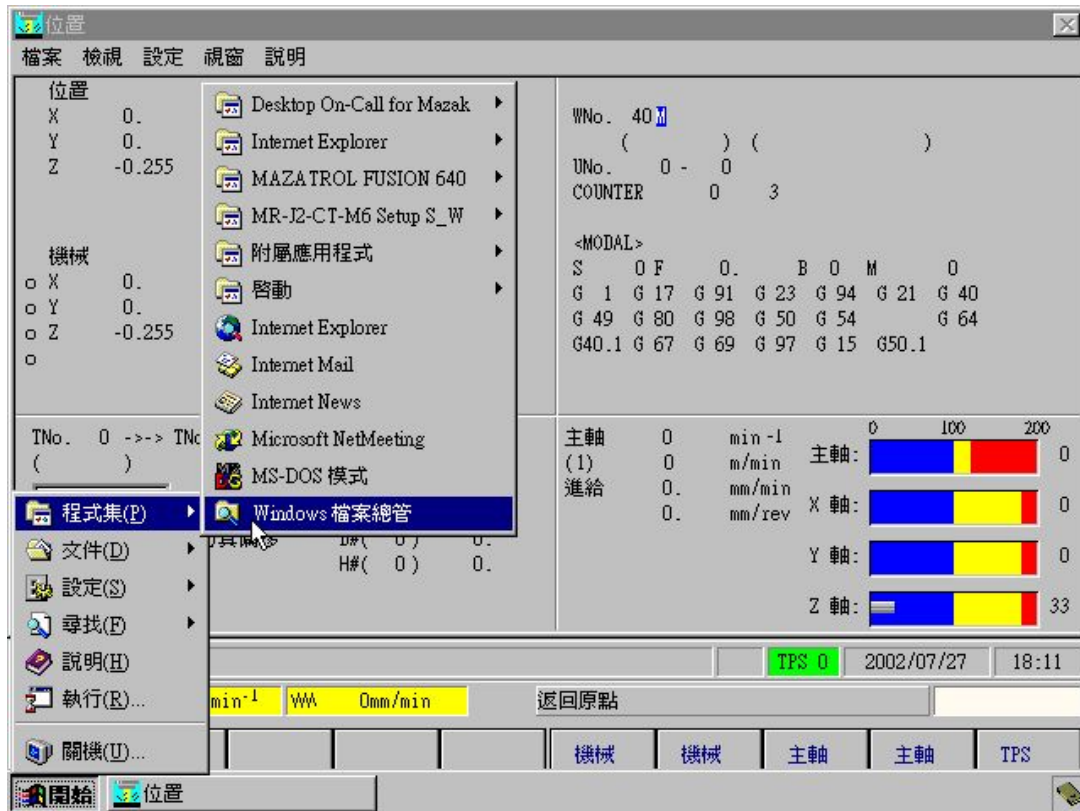 位置
檔案 檢視 設定 視窗 說明
位置
X 0.
Y 0.
Z -0.255
機械
X 0.
Y 0.
Z -0.255
Desktop On-Call for Mazak
Internet Explorer
MAZATROL FUSION 640
MR-J2-CT-M6 Setup S_W
附屬應用程式
啓動
Internet Explorer
Internet Mail
Internet News
Microsoft NetMeeting
MS-DOS 模式
Windows 檔案總管
WNo. 40 M
( ) ( )
UNo. 0 - 0
COUNTER 0 3
<MODAL>
S 0 F 0. B 0 M 0
G 1 G 17 G 91 G 23 G 94 G 21 G 40
G 49 G 80 G 98 G 50 G 54 G 64
G40.1 G 67 G 69 G 97 G 15 G50.1
TNo. 0 ->-> TNo
( )
D#( 0 ) 0.
H#( 0 ) 0.
主軸 0 min-1
(1) 0 m/min
進給 0. mm/min
0. mm/rev
0 100 200
主軸: 0
X 軸: 0
Y 軸: 0
Z 軸: 33
程式集(P)
文件(D)
設定(S)
尋找(F)
說明(H)
執行(R)...
關機(U)...
TPS 0 2002/07/27 18:11
min-1 0mm/min 返回原點
機械 機械 主軸 主軸 TPS
開始 位置